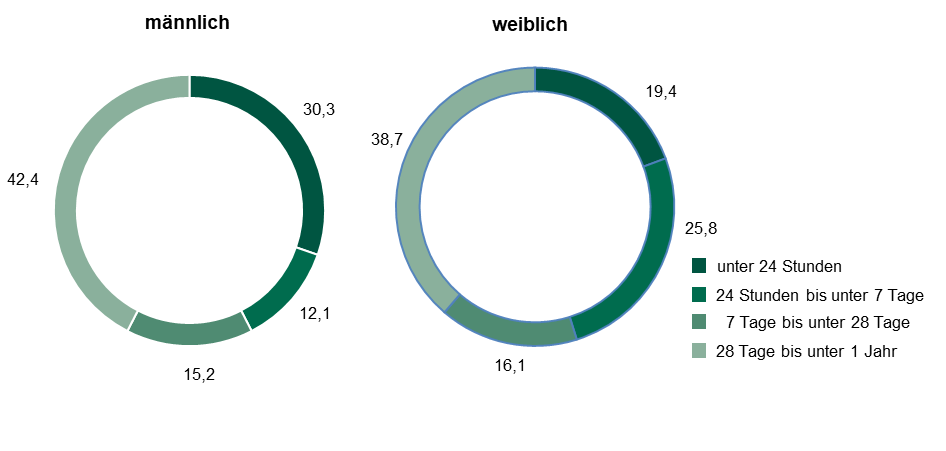 männlich
30,3
12,1
15,2
42,4
weiblich
19,4
25,8
16,1
38,7
unter 24 Stunden
24 Stunden bis unter 7 Tage
7 Tage bis unter 28 Tage
28 Tage bis unter 1 Jahr